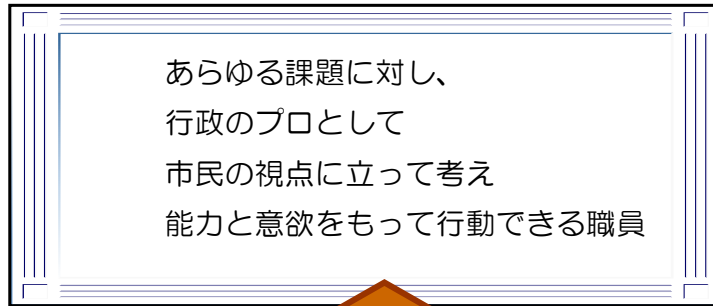 あらゆる課題に対し、
行政のプロとして
市民の視点に立って考え
能力と意欲をもって行動できる職員